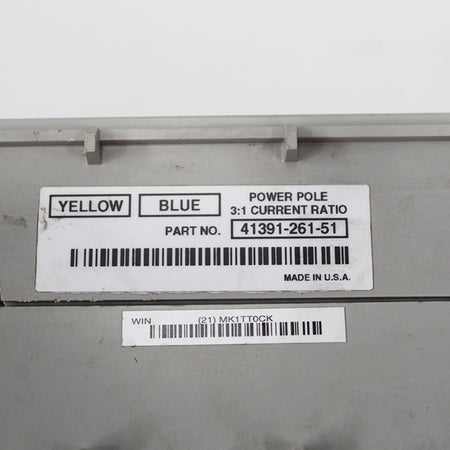 YELLOW BLUE POWER POLE
3:1 CURRENT RATIO
PART NO. 41391-261-51
MADE IN U.S.A.
WIN (21) MK1TT0CK